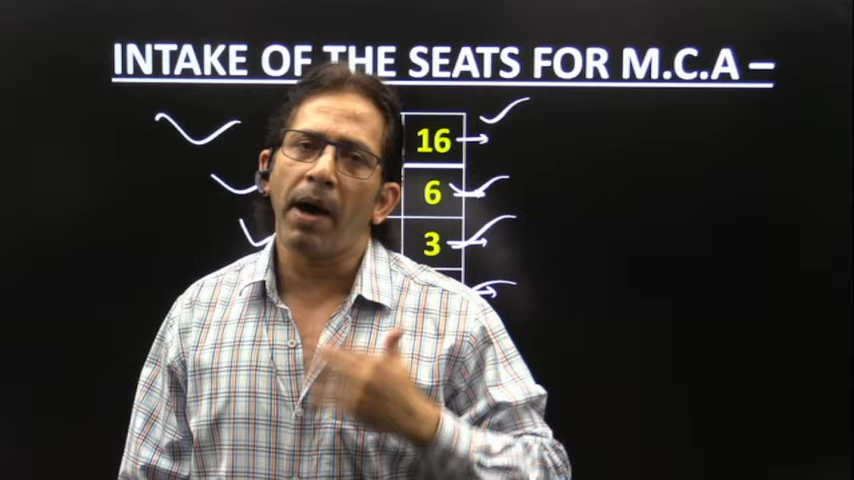 INTAKE OF THE SEATS FOR M.C.A –
16
6
3